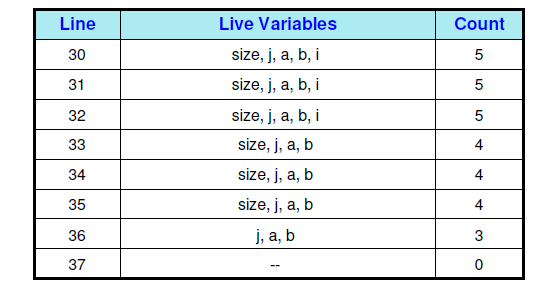 Line Live Variables Count
30 size, j, a, b, i 5
31 size, j, a, b, i 5
32 size, j, a, b, i 5
33 size, j, a, b 4
34 size, j, a, b 4
35 size, j, a, b 4
36 j, a, b 3
37 -- 0